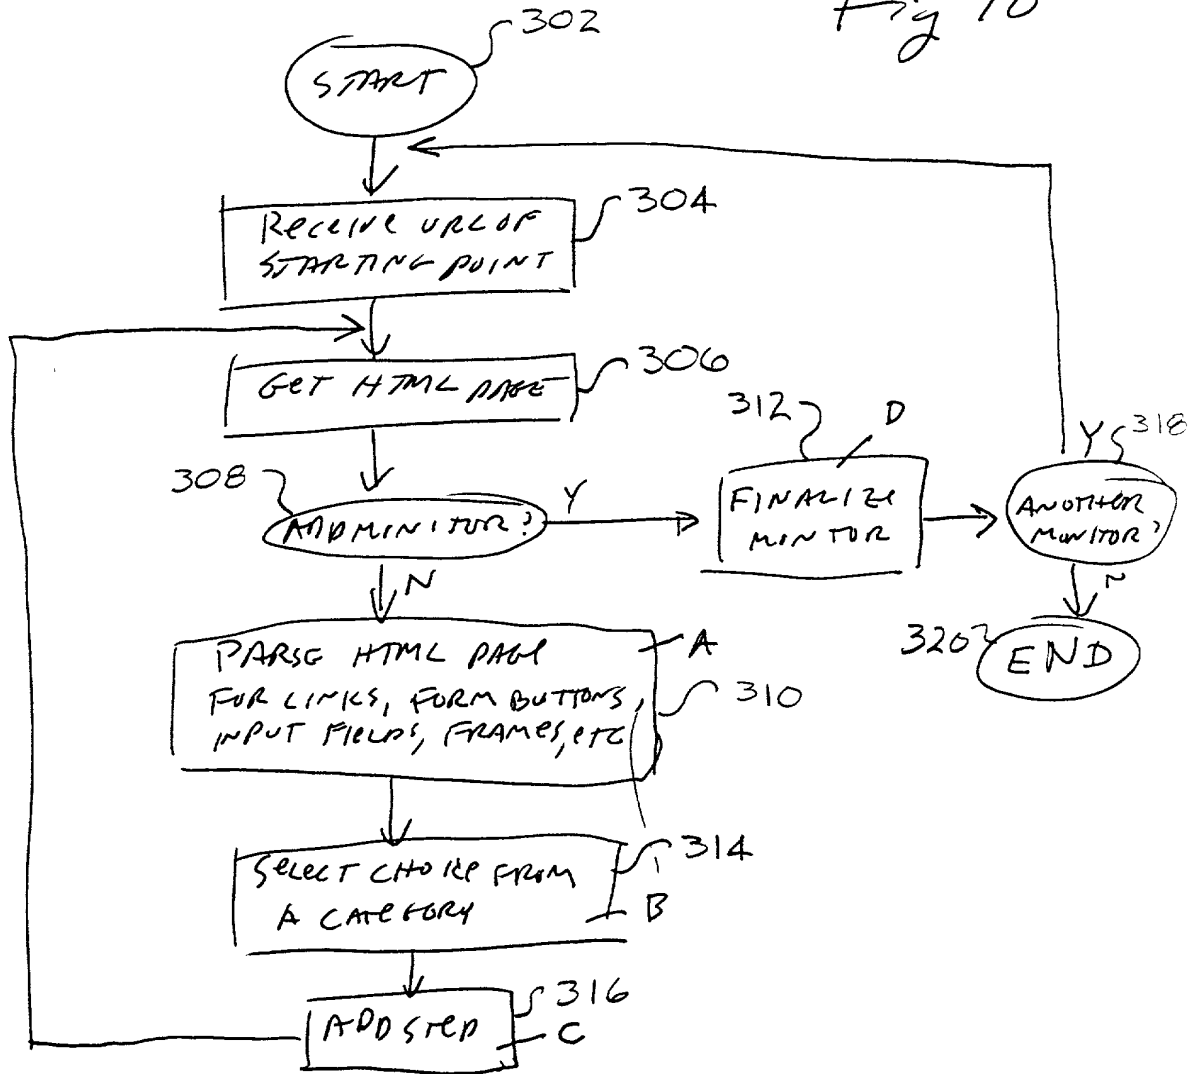 Fig 10
302
START
304
Receive URL OF
STARTING POINT
306
GET HTML PAGE
308
ADD MINITOR?
Y
N
312
D
FINALIZE
MINTOR
Y
318
ANOTHER
MONITOR?
N
320
END
PARSE HTML PAGE
FOR LINKS, FORM BUTTONS,
INPUT FIELDS, FRAMES, etc
A
310
SELECT CHOICE FROM
A CATEGORY
314
B
ADD STEP
316
C